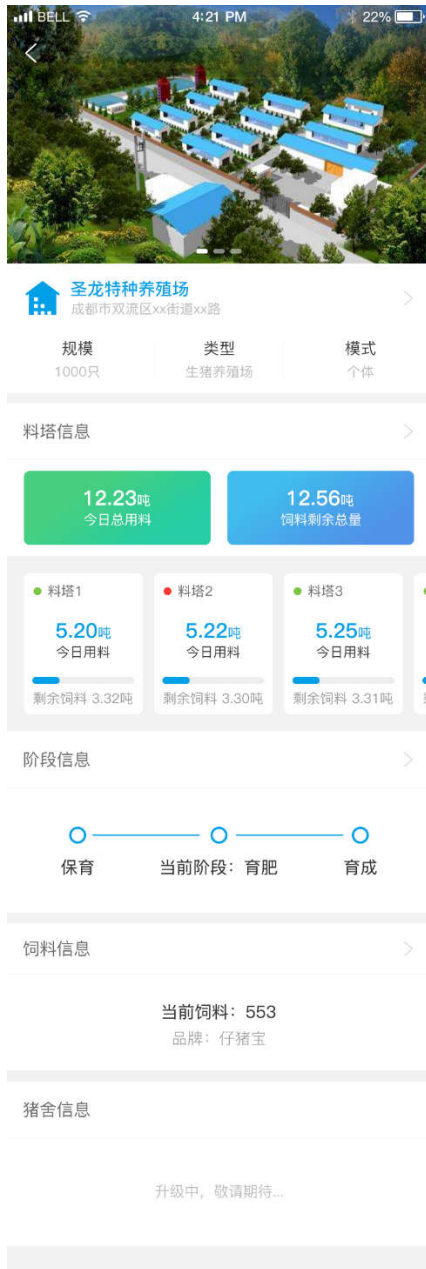 BELL 4:21 PM 22%
圣龙特种养殖场
成都市双流区xx街道xx路
规模 类型 模式
1000只 生猪养殖场 个体
料塔信息
12.23吨 12.56吨
今日总用料 饲料剩余总量
料塔1 料塔2 料塔3
5.20吨 5.22吨 5.25吨
今日用料 今日用料 今日用料
剩余饲料 3.32吨 剩余饲料 3.30吨 剩余饲料 3.31吨
阶段信息
保育 当前阶段：育肥 育成
饲料信息
当前饲料：553
品牌：仔猪宝
猪舍信息
升级中，敬请期待...